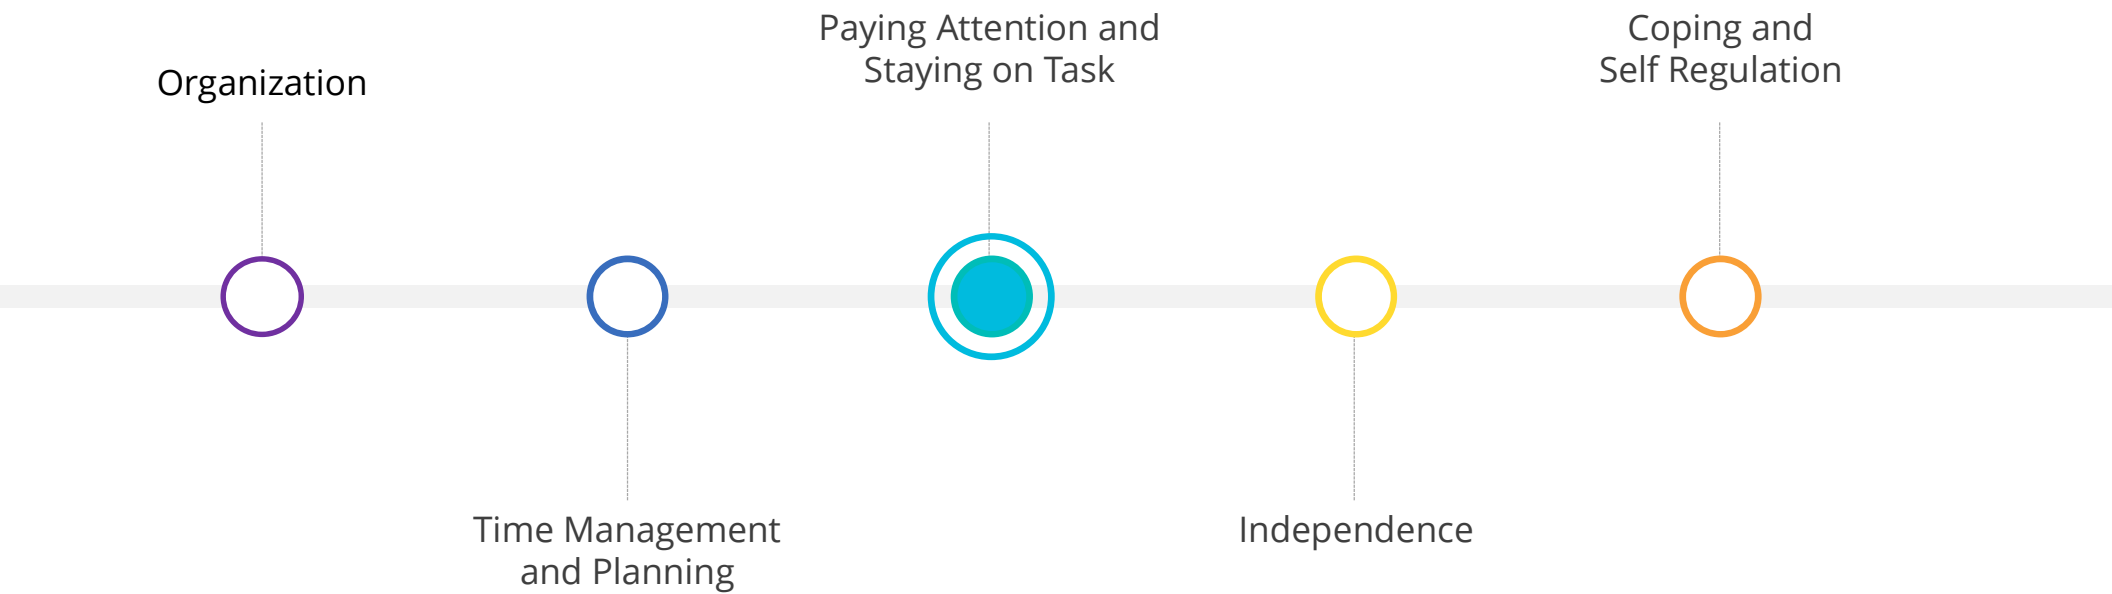 Organization
Time Management
and Planning
Paying Attention and
Staying on Task
Independence
Coping and
Self Regulation